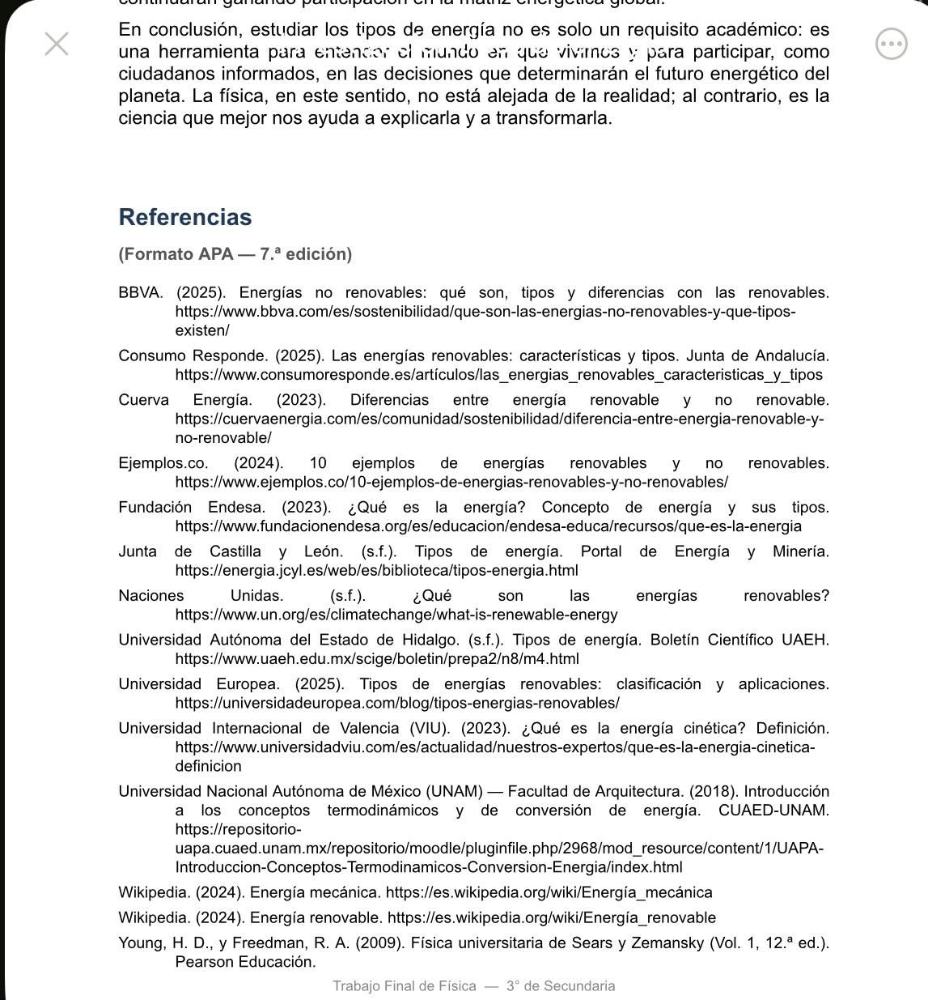 continuarán ganando participación en la matriz energética global.
En conclusión, estudiar los tipos de energía no es solo un requisito académico: es
una herramienta para entender el mundo en que vivimos y para participar, como
ciudadanos informados, en las decisiones que determinarán el futuro energético del
planeta. La física, en este sentido, no está alejada de la realidad; al contrario, es la
ciencia que mejor nos ayuda a explicarla y a transformarla.
Referencias
(Formato APA — 7.ª edición)
BBVA. (2025). Energías no renovables: qué son, tipos y diferencias con las renovables.
https://www.bbva.com/es/sostenibilidad/que-son-las-energias-no-renovables-y-que-tipos-
existen/
Consumo Responde. (2025). Las energías renovables: características y tipos. Junta de Andalucía.
https://www.consumoresponde.es/artículos/las_energias_renovables_caracteristicas_y_tipos
Cuerva Energía. (2023). Diferencias entre energía renovable y no renovable.
https://cuervaenergia.com/es/comunidad/sostenibilidad/diferencia-entre-energia-renovable-y-
no-renovable/
Ejemplos.co. (2024). 10 ejemplos de energías renovables y no renovables.
https://www.ejemplos.co/10-ejemplos-de-energias-renovables-y-no-renovables/
Fundación Endesa. (2023). ¿Qué es la energía? Concepto de energía y sus tipos.
https://www.fundacionendesa.org/es/educacion/endesa-educa/recursos/que-es-la-energia
Junta de Castilla y León. (s.f.). Tipos de energía. Portal de Energía y Minería.
https://energia.jcyl.es/web/es/biblioteca/tipos-energia.html
Naciones Unidas. (s.f.). ¿Qué son las energías renovables?
https://www.un.org/es/climatechange/what-is-renewable-energy
Universidad Autónoma del Estado de Hidalgo. (s.f.). Tipos de energía. Boletín Científico UAEH.
https://www.uaeh.edu.mx/scige/boletin/prepa2/n8/m4.html
Universidad Europea. (2025). Tipos de energías renovables: clasificación y aplicaciones.
https://universidadeuropea.com/blog/tipos-energias-renovables/
Universidad Internacional de Valencia (VIU). (2023). ¿Qué es la energía cinética? Definición.
https://www.universidadviu.com/es/actualidad/nuestros-expertos/que-es-la-energia-cinetica-
definicion
Universidad Nacional Autónoma de México (UNAM) — Facultad de Arquitectura. (2018). Introducción
a los conceptos termodinámicos y de conversión de energía. CUAED-UNAM.
https://repositorio-
uapa.cuaed.unam.mx/repositorio/moodle/pluginfile.php/2968/mod_resource/content/1/UAPA-
Introduccion-Conceptos-Termodinamicos-Conversion-Energia/index.html
Wikipedia. (2024). Energía mecánica. https://es.wikipedia.org/wiki/Energía_mecánica
Wikipedia. (2024). Energía renovable. https://es.wikipedia.org/wiki/Energía_renovable
Young, H. D., y Freedman, R. A. (2009). Física universitaria de Sears y Zemansky (Vol. 1, 12.ª ed.).
Pearson Educación.
Trabajo Final de Física — 3° de Secundaria